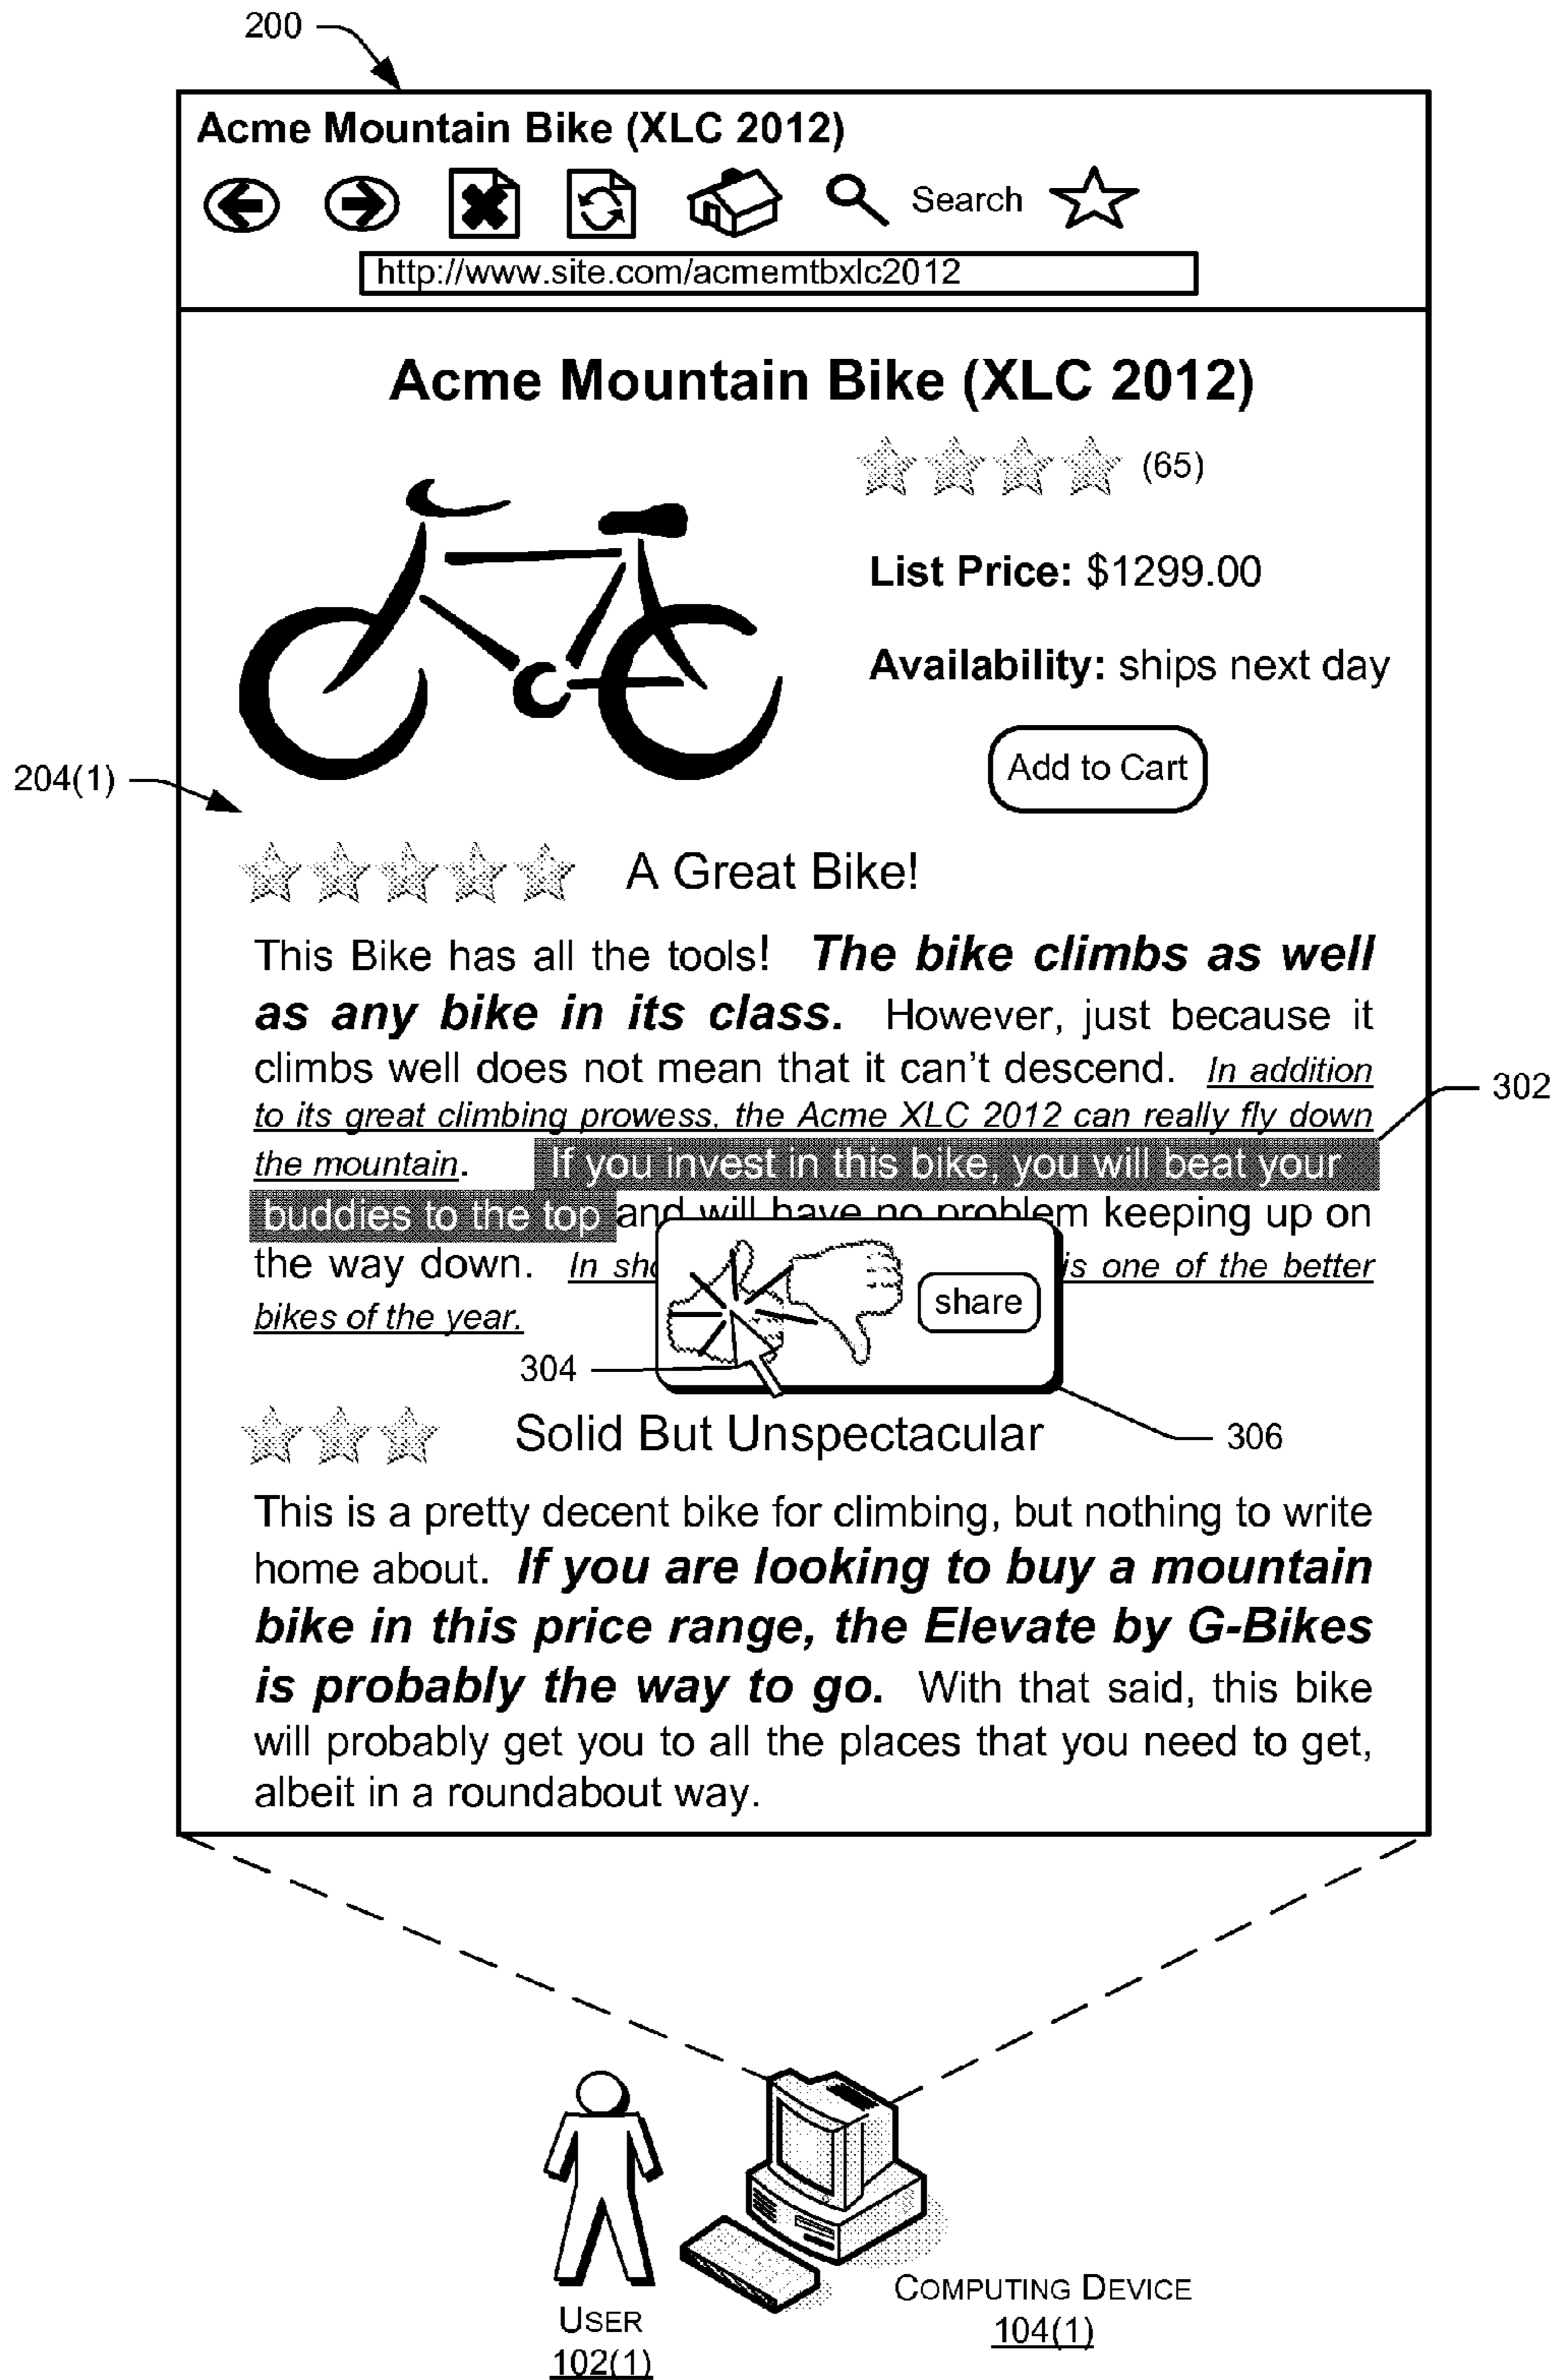 200
Acme Mountain Bike (XLC 2012)
Search
http://www.site.com/acmemtbxlc2012
Acme Mountain Bike (XLC 2012)
(65)
List Price: $1299.00
Availability: ships next day
Add to Cart
204(1)
A Great Bike!
This Bike has all the tools! The bike climbs as well
as any bike in its class. However, just because it
climbs well does not mean that it can't descend. In addition
to its great climbing prowess, the Acme XLC 2012 can really fly down
302
the mountain. If you invest in this bike, you will beat your
buddies to the top and will have no problem keeping up on
the way down. In sho is one of the better
share
bikes of the year.
304
306
Solid But Unspectacular
This is a pretty decent bike for climbing, but nothing to write
home about. If you are looking to buy a mountain
bike in this price range, the Elevate by G-Bikes
is probably the way to go. With that said, this bike
will probably get you to all the places that you need to get,
albeit in a roundabout way.
USER
102(1)
COMPUTING DEVICE
104(1)